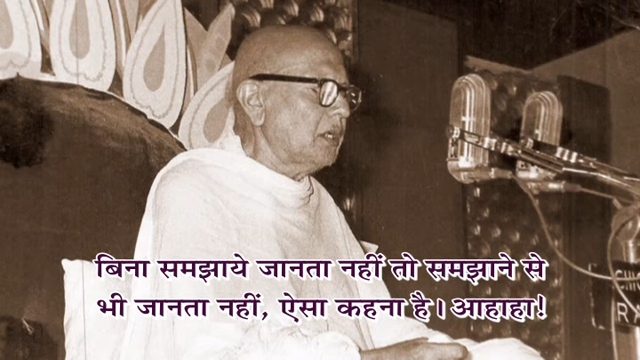 बिना समझाये जानता नहीं तो समझाने से
भी जानता नहीं, ऐसा कहना है। आहाहा!